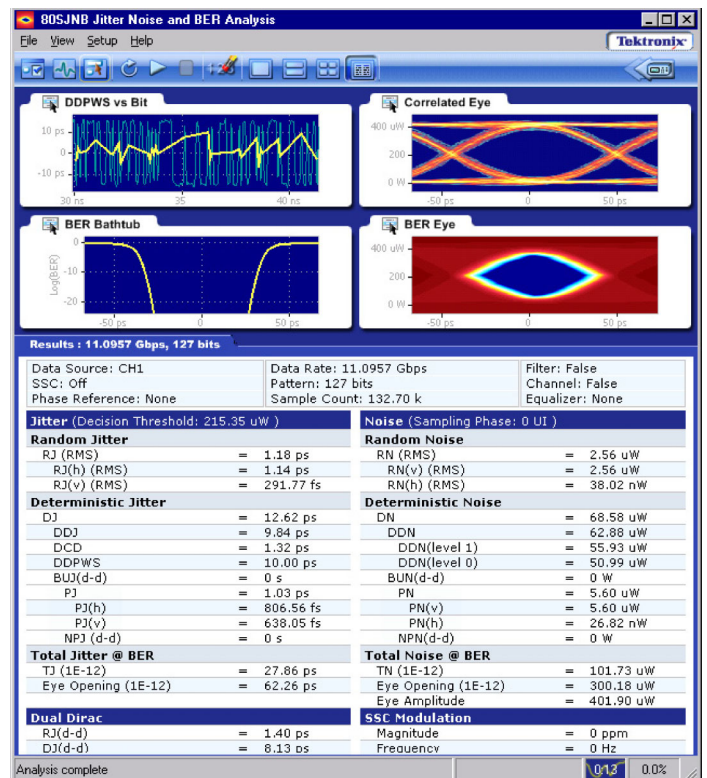 80SJNB Jitter Noise and BER Analysis
File View Setup Help
Tektronix
DDPWS vs Bit
10 ps
0
-10 ps
30 ns 35 40 ns
Correlated Eye
400 uW
200
0 W
-50 ps 50 ps
BER Bathtub
Log(BER)
0
-10
-20
-50 ps 0 50 ps
BER Eye
400 uW
200
0 W
-50 ps 50 ps
Results : 11.0957 Gbps, 127 bits
Data Source: CH1 Data Rate: 11.0957 Gbps Filter: False
SSC: Off Pattern: 127 bits Channel: False
Phase Reference: None Sample Count: 132.70 k Equalizer: None
Jitter (Decision Threshold: 215.35 uW )
Random Jitter
RJ (RMS) = 1.18 ps
RJ(h) (RMS) = 1.14 ps
RJ(v) (RMS) = 291.77 fs
Deterministic Jitter
DJ = 12.62 ps
DDJ = 9.84 ps
DCD = 1.32 ps
DDPWS = 10.00 ps
BUJ(d-d) = 0 s
PJ = 1.03 ps
PJ(h) = 806.56 fs
PJ(v) = 638.05 fs
NPJ (d-d) = 0 s
Total Jitter @ BER
TJ (1E-12) = 27.86 ps
Eye Opening (1E-12) = 62.26 ps
Dual Dirac
RJ(d-d) = 1.40 ps
DJ(d-d) = 8.13 ps
Noise (Sampling Phase: 0 UI )
Random Noise
RN (RMS) = 2.56 uW
RN(v) (RMS) = 2.56 uW
RN(h) (RMS) = 38.02 nW
Deterministic Noise
DN = 68.58 uW
DDN = 62.88 uW
DDN(level 1) = 55.93 uW
DDN(level 0) = 50.99 uW
BUN(d-d) = 0 W
PN = 5.60 uW
PN(v) = 5.60 uW
PN(h) = 26.82 nW
NPN(d-d) = 0 W
Total Noise @ BER
TN (1E-12) = 101.73 uW
Eye Opening (1E-12) = 300.18 uW
Eye Amplitude = 401.90 uW
SSC Modulation
Magnitude = 0 ppm
Frequency = 0 Hz
Analysis complete
0:13 0.0%